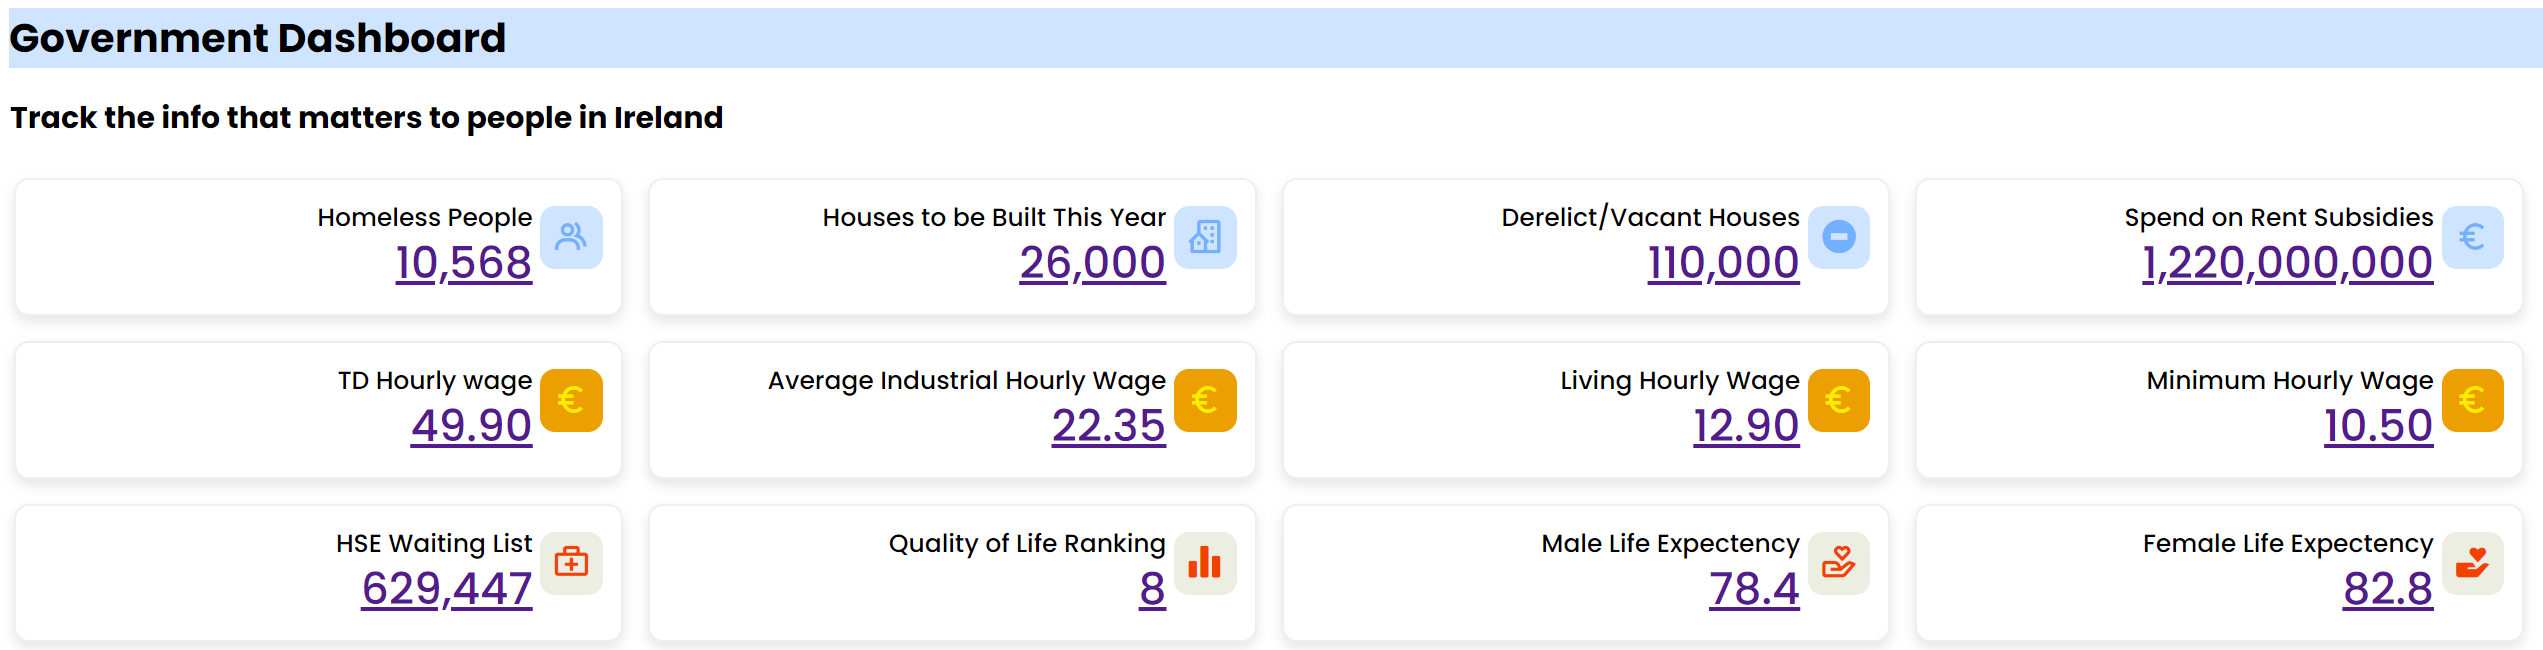 Government Dashboard
Track the info that matters to people in Ireland
Homeless People
10,568
Houses to be Built This Year
26,000
Derelict/Vacant Houses
110,000
Spend on Rent Subsidies
€
1,220,000,000
TD Hourly wage
€
49.90
Average Industrial Hourly Wage
€
22.35
Living Hourly Wage
€
12.90
Minimum Hourly Wage
€
10.50
HSE Waiting List
629,447
Quality of Life Ranking
8
Male Life Expectency
78.4
Female Life Expectency
82.8